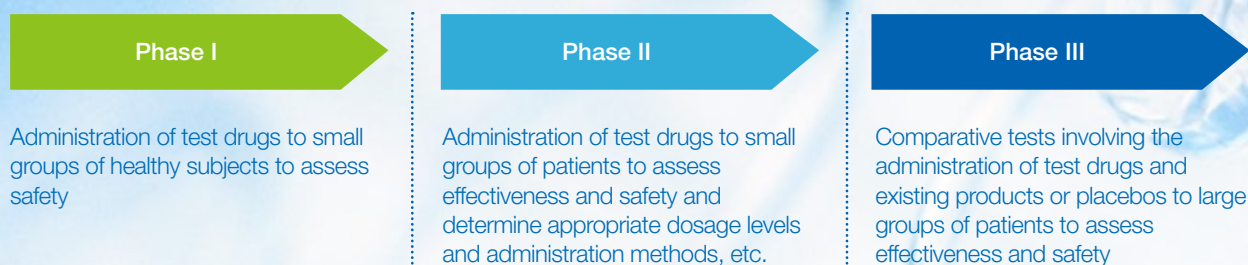 Phase I
Administration of test drugs to small
groups of healthy subjects to assess
safety
Phase II
Administration of test drugs to small
groups of patients to assess
effectiveness and safety and
determine appropriate dosage levels
and administration methods, etc.
Phase III
Comparative tests involving the
administration of test drugs and
existing products or placebos to large
groups of patients to assess
effectiveness and safety